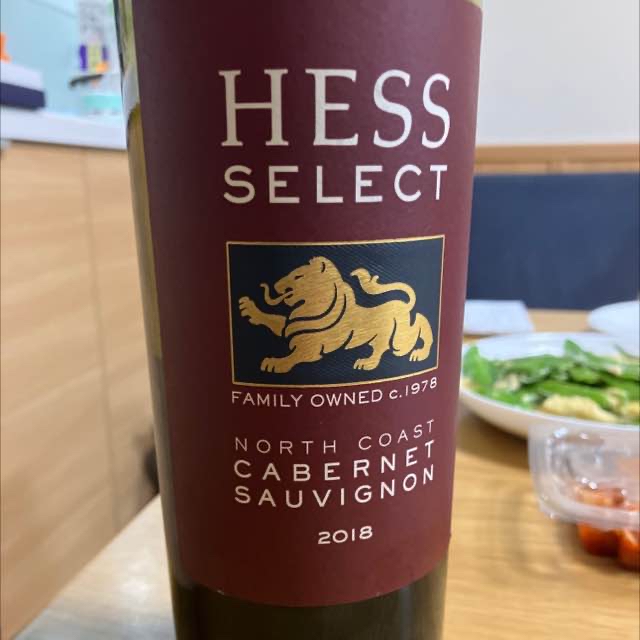 HESS
SELECT
FAMILY OWNED c.1978
NORTH COAST
CABERNET
SAUVIGNON
2018